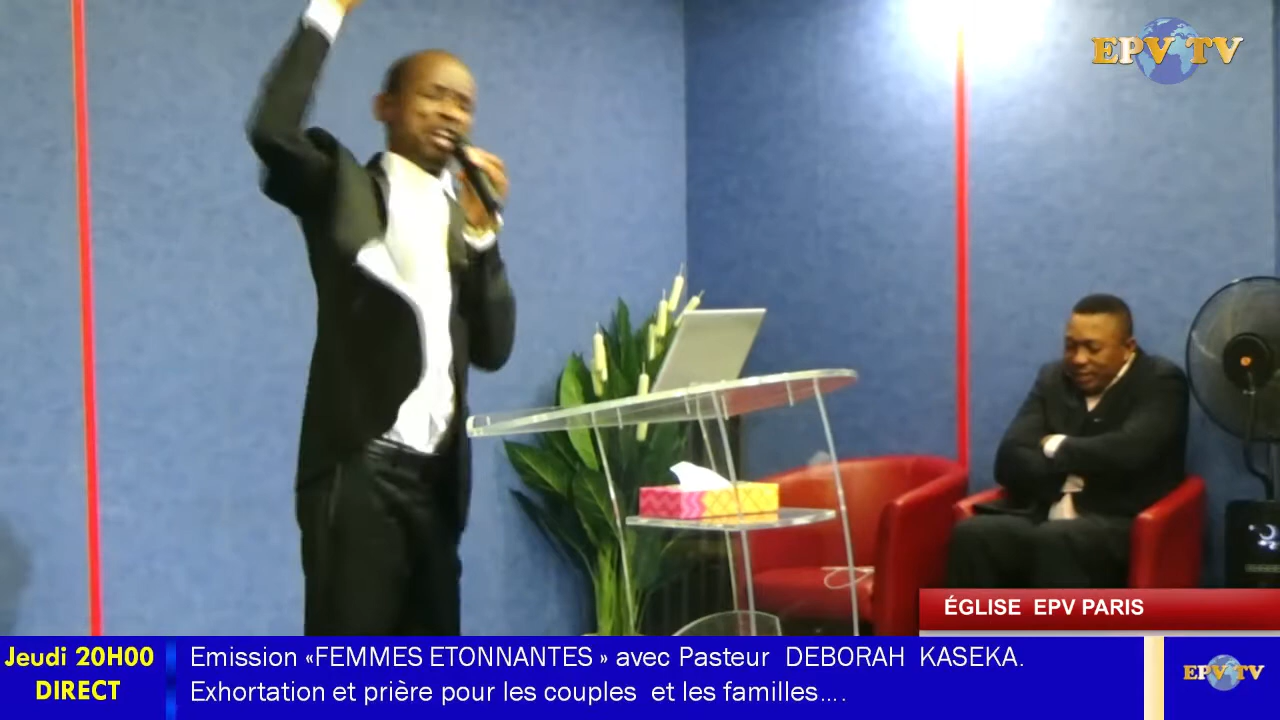 EPV TV
ÉGLISE EPV PARIS
Jeudi 20H00
DIRECT
Emission «FEMMES ETONNANTES » avec Pasteur DEBORAH KASEKA.
Exhortation et prière pour les couples et les familles....
EPV TV